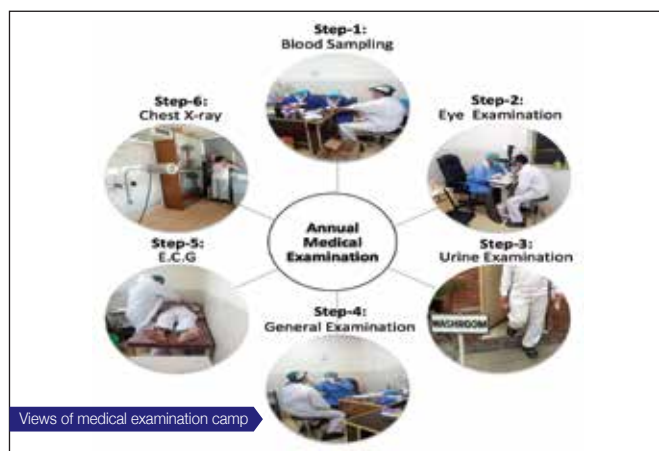 Step-1:
Blood Sampling
Step-2:
Eye Examination
Step-3:
Urine Examination
WASHROOM
Step-4:
General Examination
Step-5:
E.C.G
Step-6:
Chest X-ray
Annual
Medical
Examination
Views of medical examination camp